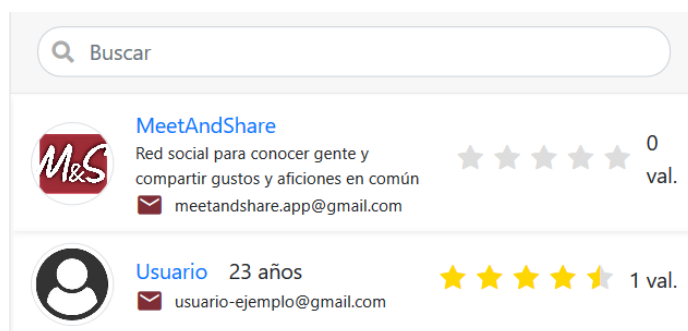 Buscar
MeetAndShare
M&S
Red social para conocer gente y
compartir gustos y aficiones en común
0
val.
meetandshare.app@gmail.com
Usuario 23 años
1 val.
usuario-ejemplo@gmail.com